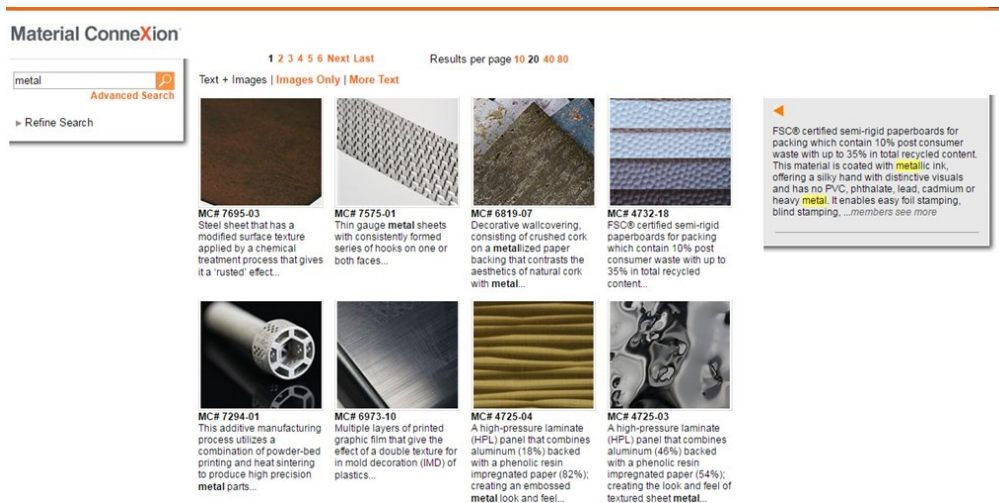 Material ConneXion
1 2 3 4 5 6 Next Last
Results per page 10 20 40 80
metal
Advanced Search
Refine Search
Text + Images | Images Only | More Text
MC# 7695-03
Steel sheet that has a
modified surface texture
applied by a chemical
treatment process that gives
it a 'rusted' effect...
MC# 7575-01
Thin gauge metal sheets
with consistently formed
series of hooks on one or
both faces...
MC# 6819-07
Decorative wallcovering,
consisting of crushed cork
on a metallized paper
backing that contrasts the
aesthetics of natural cork
with metal...
MC# 4732-18
FSC® certified semi-rigid
paperboards for packing
which contain 10% post
consumer waste with up to
35% in total recycled
content...
FSC® certified semi-rigid paperboards for
packing which contain 10% post consumer
waste with up to 35% in total recycled content.
This material is coated with metallic ink,
offering a silky hand with distinctive visuals
and has no PVC, phthalate, lead, cadmium or
heavy metal. It enables easy foil stamping,
blind stamping, ...members see more
MC# 7294-01
This additive manufacturing
process utilizes a
combination of powder-bed
printing and heat sintering
to produce high precision
metal parts...
MC# 6973-10
Multiple layers of printed
graphic film that give the
effect of a double texture for
in mold decoration (IMD) of
plastics...
MC# 4725-04
A high-pressure laminate
(HPL) panel that combines
aluminum (18%) backed
with a phenolic resin
impregnated paper (82%);
creating an embossed
metal look and feel...
MC# 4725-03
A high-pressure laminate
(HPL) panel that combines
aluminum (46%) backed
with a phenolic resin
impregnated paper (54%);
creating the look and feel of
textured sheet metal...